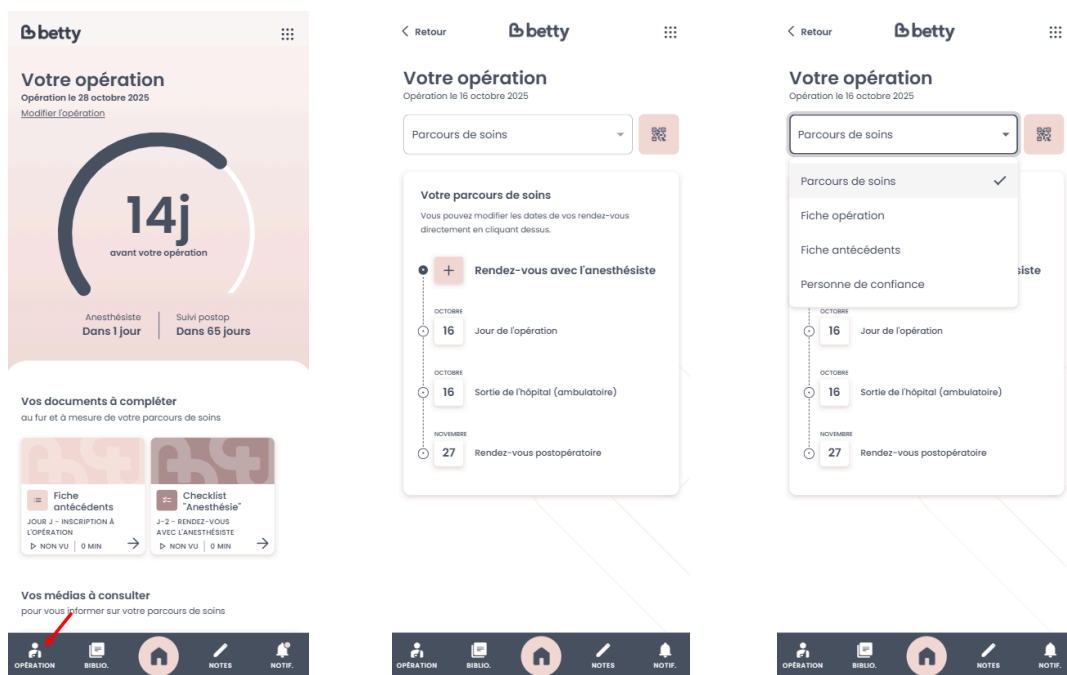 betty
Votre opération
Opération le 28 octobre 2025
Modifier l'opération
14j
avant votre opération
Anesthésiste
Dans 1 jour
Suivi postop
Dans 65 jours
Vos documents à compléter
au fur et à mesure de votre parcours de soins
Fiche
antécédents
JOUR J - INSCRIPTION À
L'OPÉRATION
NON VU | 0 MIN
Checklist
"Anesthésie"
J-2 - RENDEZ-VOUS
AVEC L'ANESTHÉSISTE
NON VU | 0 MIN
Vos médias à consulter
pour vous informer sur votre parcours de soins
OPÉRATION
BIBLIO.
NOTES
NOTIF.
Retour
betty
Votre opération
Opération le 16 octobre 2025
Parcours de soins
Votre parcours de soins
Vous pouvez modifier les dates de vos rendez-vous
directement en cliquant dessus.
Rendez-vous avec l'anesthésiste
OCTOBRE
16 Jour de l'opération
OCTOBRE
16 Sortie de l'hôpital (ambulatoire)
NOVEMBRE
27 Rendez-vous postopératoire
OPÉRATION
BIBLIO.
NOTES
NOTIF.
Retour
betty
Votre opération
Opération le 16 octobre 2025
Parcours de soins
Parcours de soins
Fiche opération
Fiche antécédents
Personne de confiance
siste
OCTOBRE
16 Jour de l'opération
OCTOBRE
16 Sortie de l'hôpital (ambulatoire)
NOVEMBRE
27 Rendez-vous postopératoire
OPÉRATION
BIBLIO.
NOTES
NOTIF.